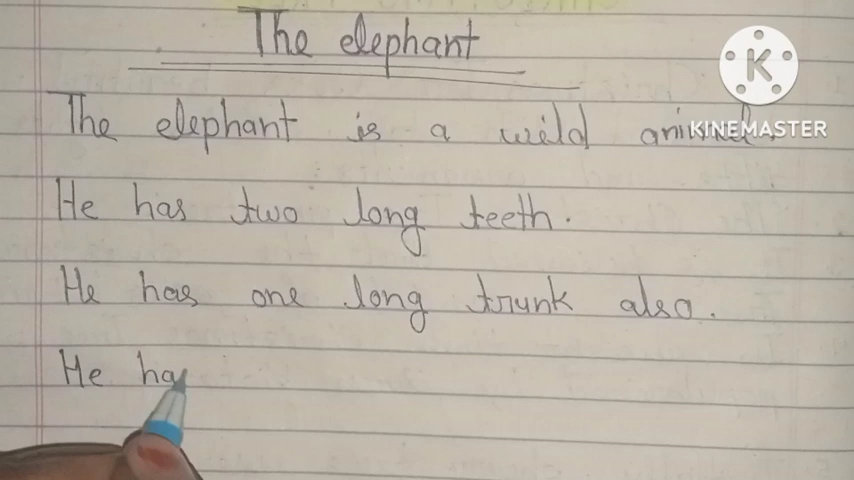 The elephant
The elephant is a wild animal.
KINEMASTER
He has two long teeth.
He has one long trunk also.
He ha